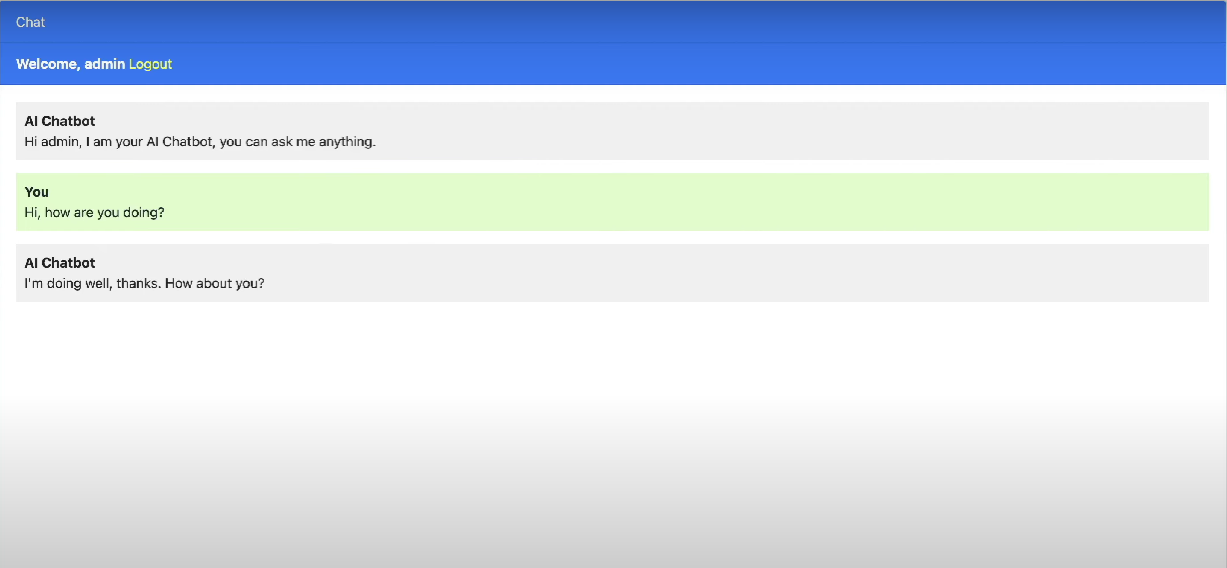 Chat
Welcome, admin Logout
AI Chatbot
Hi admin, I am your AI Chatbot, you can ask me anything.
You
Hi, how are you doing?
AI Chatbot
I'm doing well, thanks. How about you?